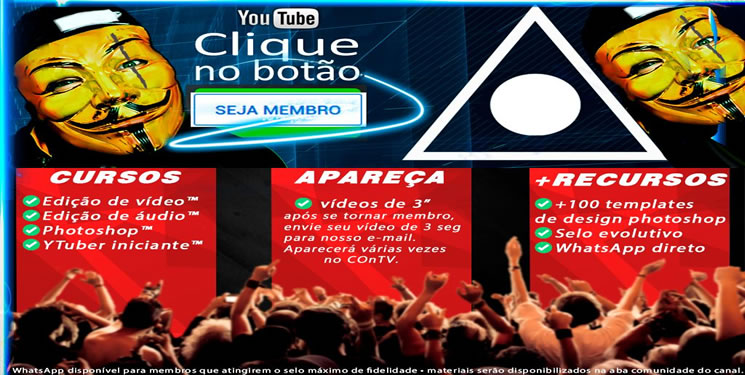 YouTube
Clique
no botão
SEJA MEMBRO
CURSOS
Edição de vídeo™
Edição de áudio™
Photoshop™
YTuber iniciante™
APAREÇA
vídeos de 3”
após se tornar membro,
envie seu vídeo de 3 seg
para nosso e-mail.
Aparecerá várias vezes
no COnTV.
+RECURSOS
+100 templates
de design photoshop
Selo evolutivo
WhatsApp direto
WhatsApp disponível para membros que atingirem o selo máximo de fidelidade • materiais serão disponibilizados na aba comunidade do canal.